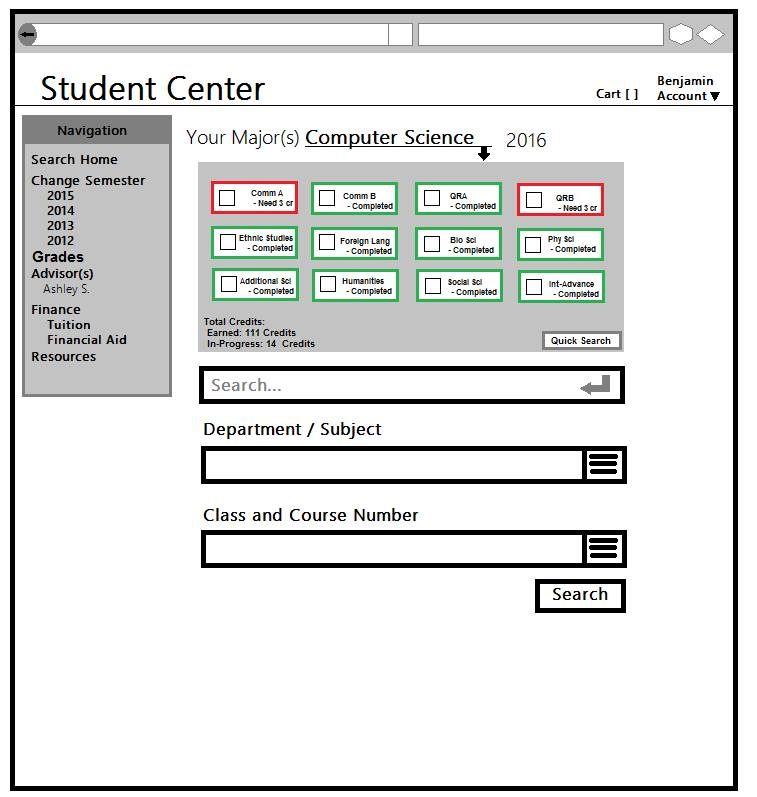 Student Center
Cart [ ]
Benjamin
Account
Navigation
Search Home
Change Semester
2015
2014
2013
2012
Grades
Advisor(s)
Ashley S.
Finance
Tuition
Financial Aid
Resources
Your Major(s) Computer Science 2016
Comm A
- Need 3 cr
Comm B
- Completed
QRA
- Completed
QRB
- Need 3 cr
Ethnic Studies
- Completed
Foreign Lang
- Completed
Bio Sci
- Completed
Phy Sci
- Completed
Additional Sci
- Completed
Humanities
- Completed
Social Sci
- Completed
Int-Advance
- Completed
Total Credits:
Earned: 111 Credits
In-Progress: 14 Credits
Quick Search
Search...
Department / Subject
Class and Course Number
Search